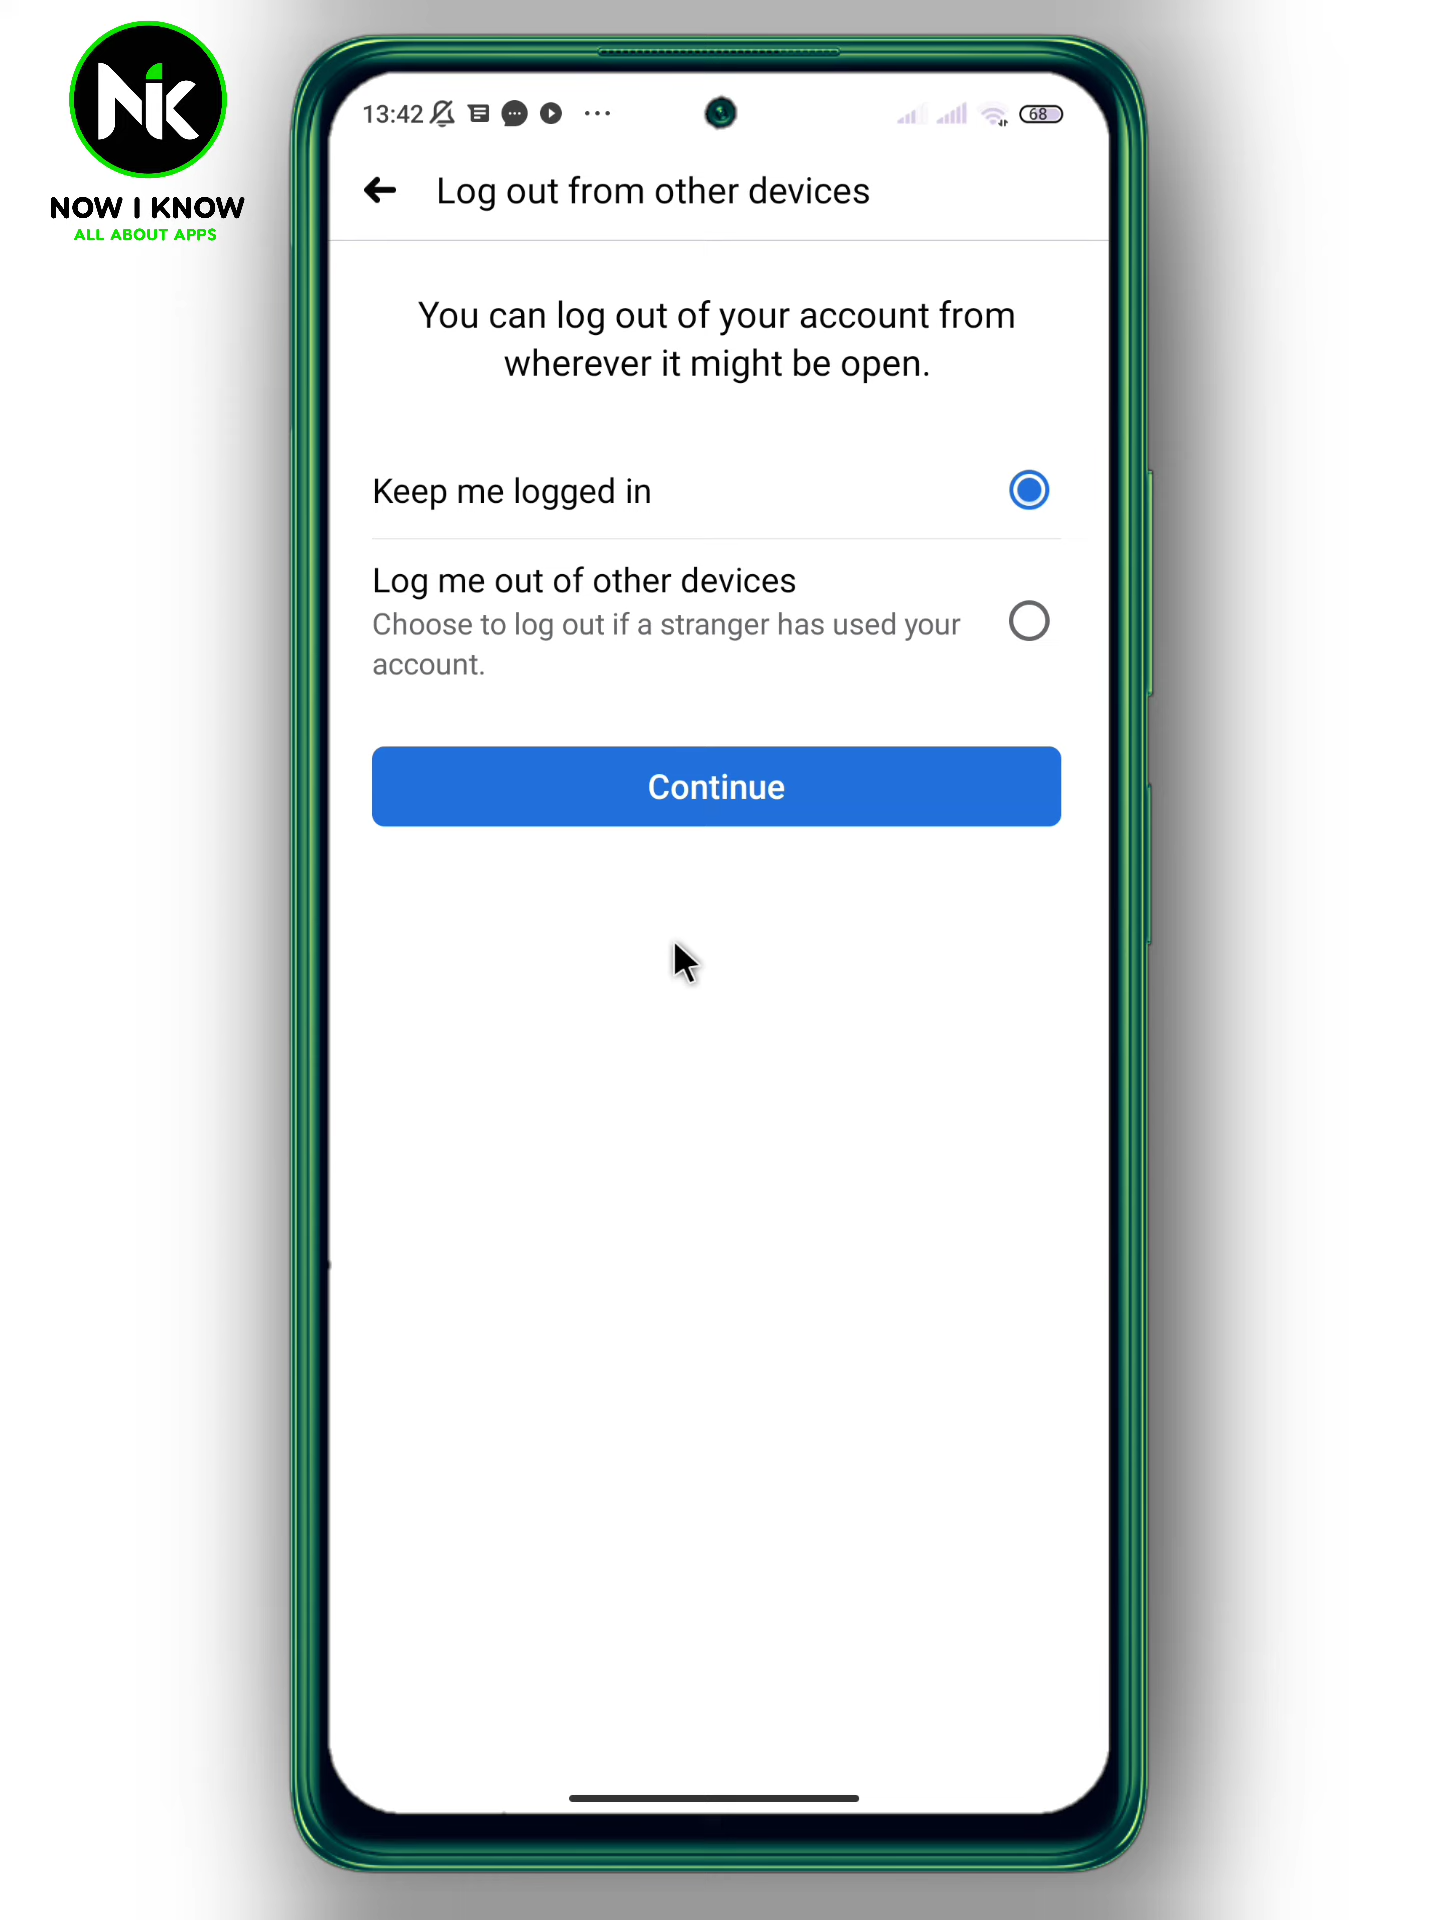 NiK
NOW I KNOW
ALL ABOUT APPS
13:42
68
Log out from other devices
You can log out of your account from
wherever it might be open.
Keep me logged in
Log me out of other devices
Choose to log out if a stranger has used your
account.
Continue